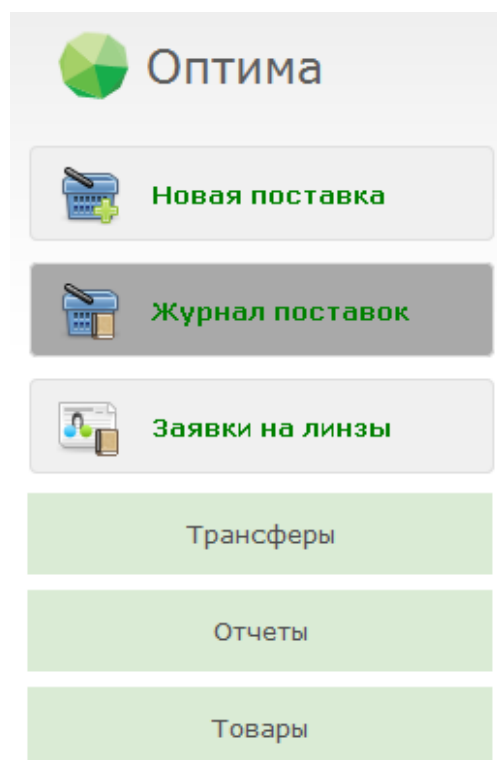 Оптима
Новая поставка
Журнал поставок
Заявки на линзы
Трансферы
Отчеты
Товары